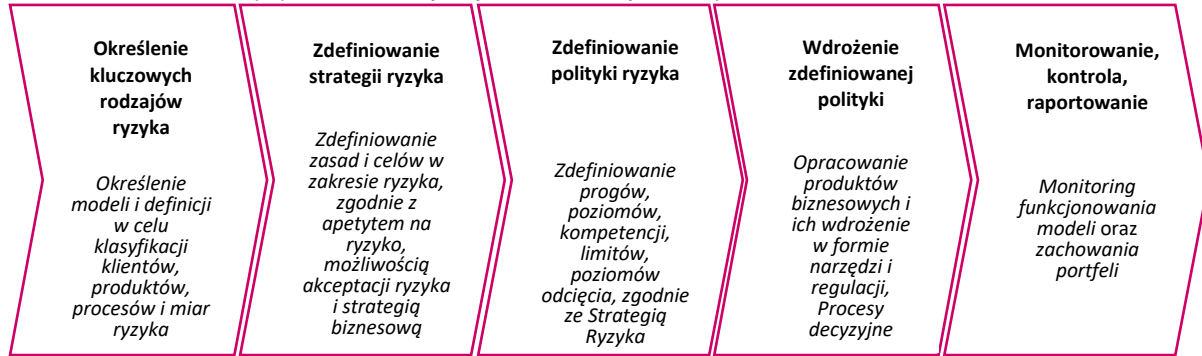 Określenie
kluczowych
rodzajów
ryzyka
Określenie
modeli i definicji
w celu
klasyfikacji
klientów,
produktów,
procesów i miar
ryzyka
Zdefiniowanie
strategii ryzyka
Zdefiniowanie
zasad i celów w
zakresie ryzyka,
zgodnie z
apetytem na
ryzyko,
możliwością
akceptacji ryzyka
i strategią
biznesową
Zdefiniowanie
polityki ryzyka
Zdefiniowanie
progów,
poziomów,
kompetencji,
limitów,
poziomów
odcięcia, zgodnie
ze Strategią
Ryzyka
Wdrożenie
zdefiniowanej
polityki
Opracowanie
produktów
biznesowych i
ich wdrożenie
w formie
narzędzi i
regulacji,
Procesy
decyzyjne
Monitorowanie,
kontrola,
raportowanie
Monitoring
funkcjonowania
modeli oraz
zachowania
portfeli